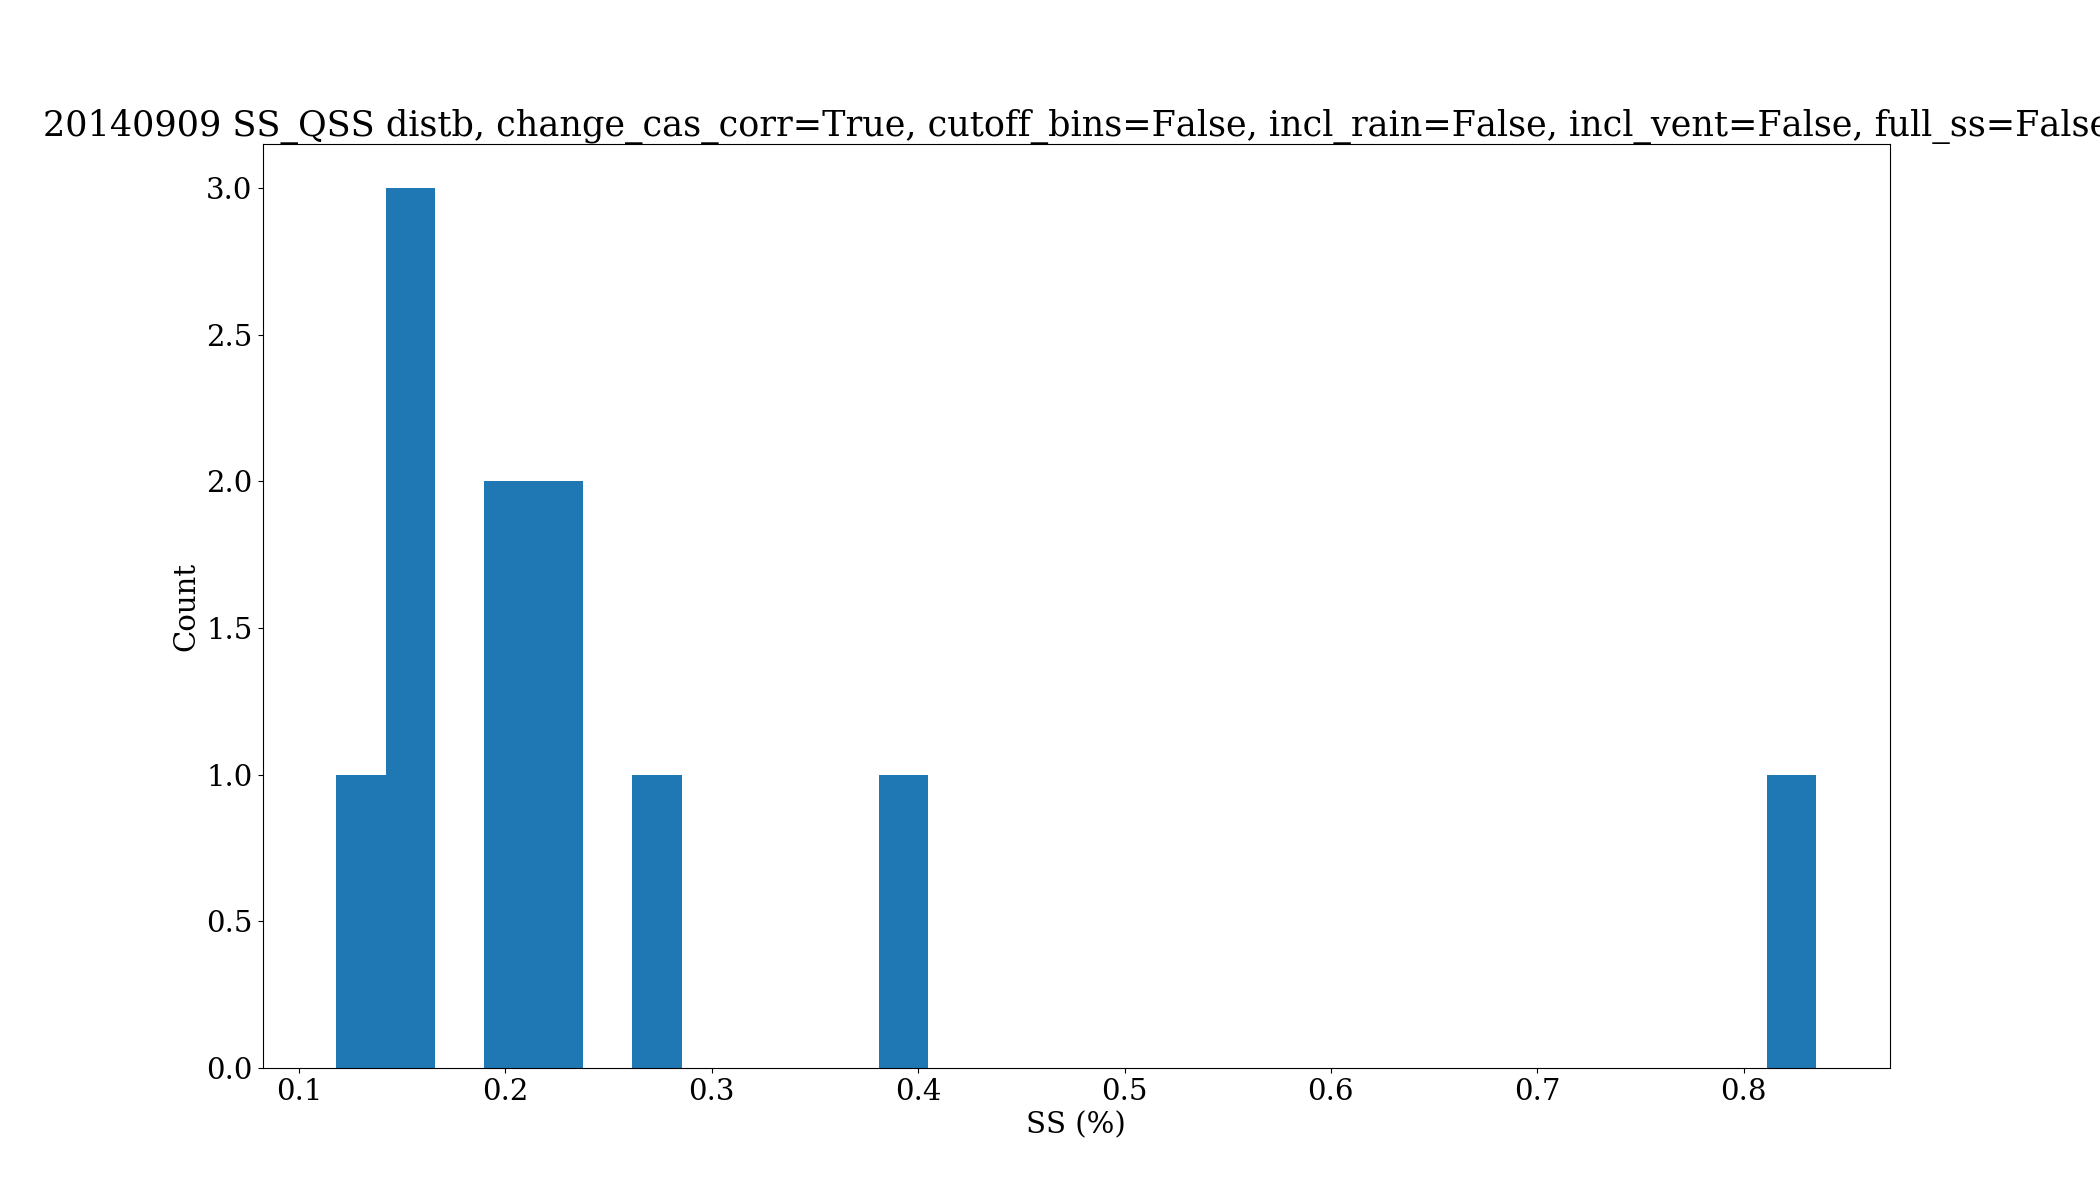 20140909 SS_QSS distb, change_cas_corr=True, cutoff_bins=False, incl_rain=False, incl_vent=False, full_ss=False
3.0
2.5
2.0
1.5
1.0
0.5
0.0
Count
0.1 0.2 0.3 0.4 0.5 0.6 0.7 0.8
SS (%)